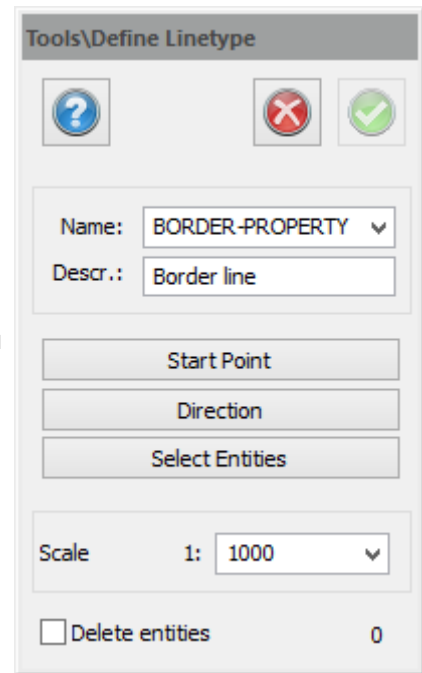 Tools\Define Linetype
Name: BORDER-PROPERTY
Descr.: Border line
Start Point
Direction
Select Entities
Scale 1: 1000
Delete entities 0